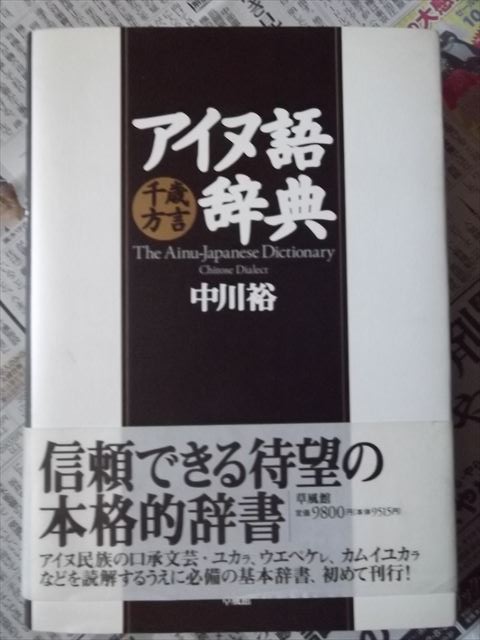 アイヌ語
千歳
方言
辞典
The Ainu-Japanese Dictionary
Chitose Dialect
中川裕
信頼できる待望の
本格的辞書
草風館
定価9800円(本体9515円)
アイヌ民族の口承文芸・ユカㇻ、ウエペケㇾ、カムイユカㇻ
などを読解するうえに必備の基本辞書、初めて刊行!